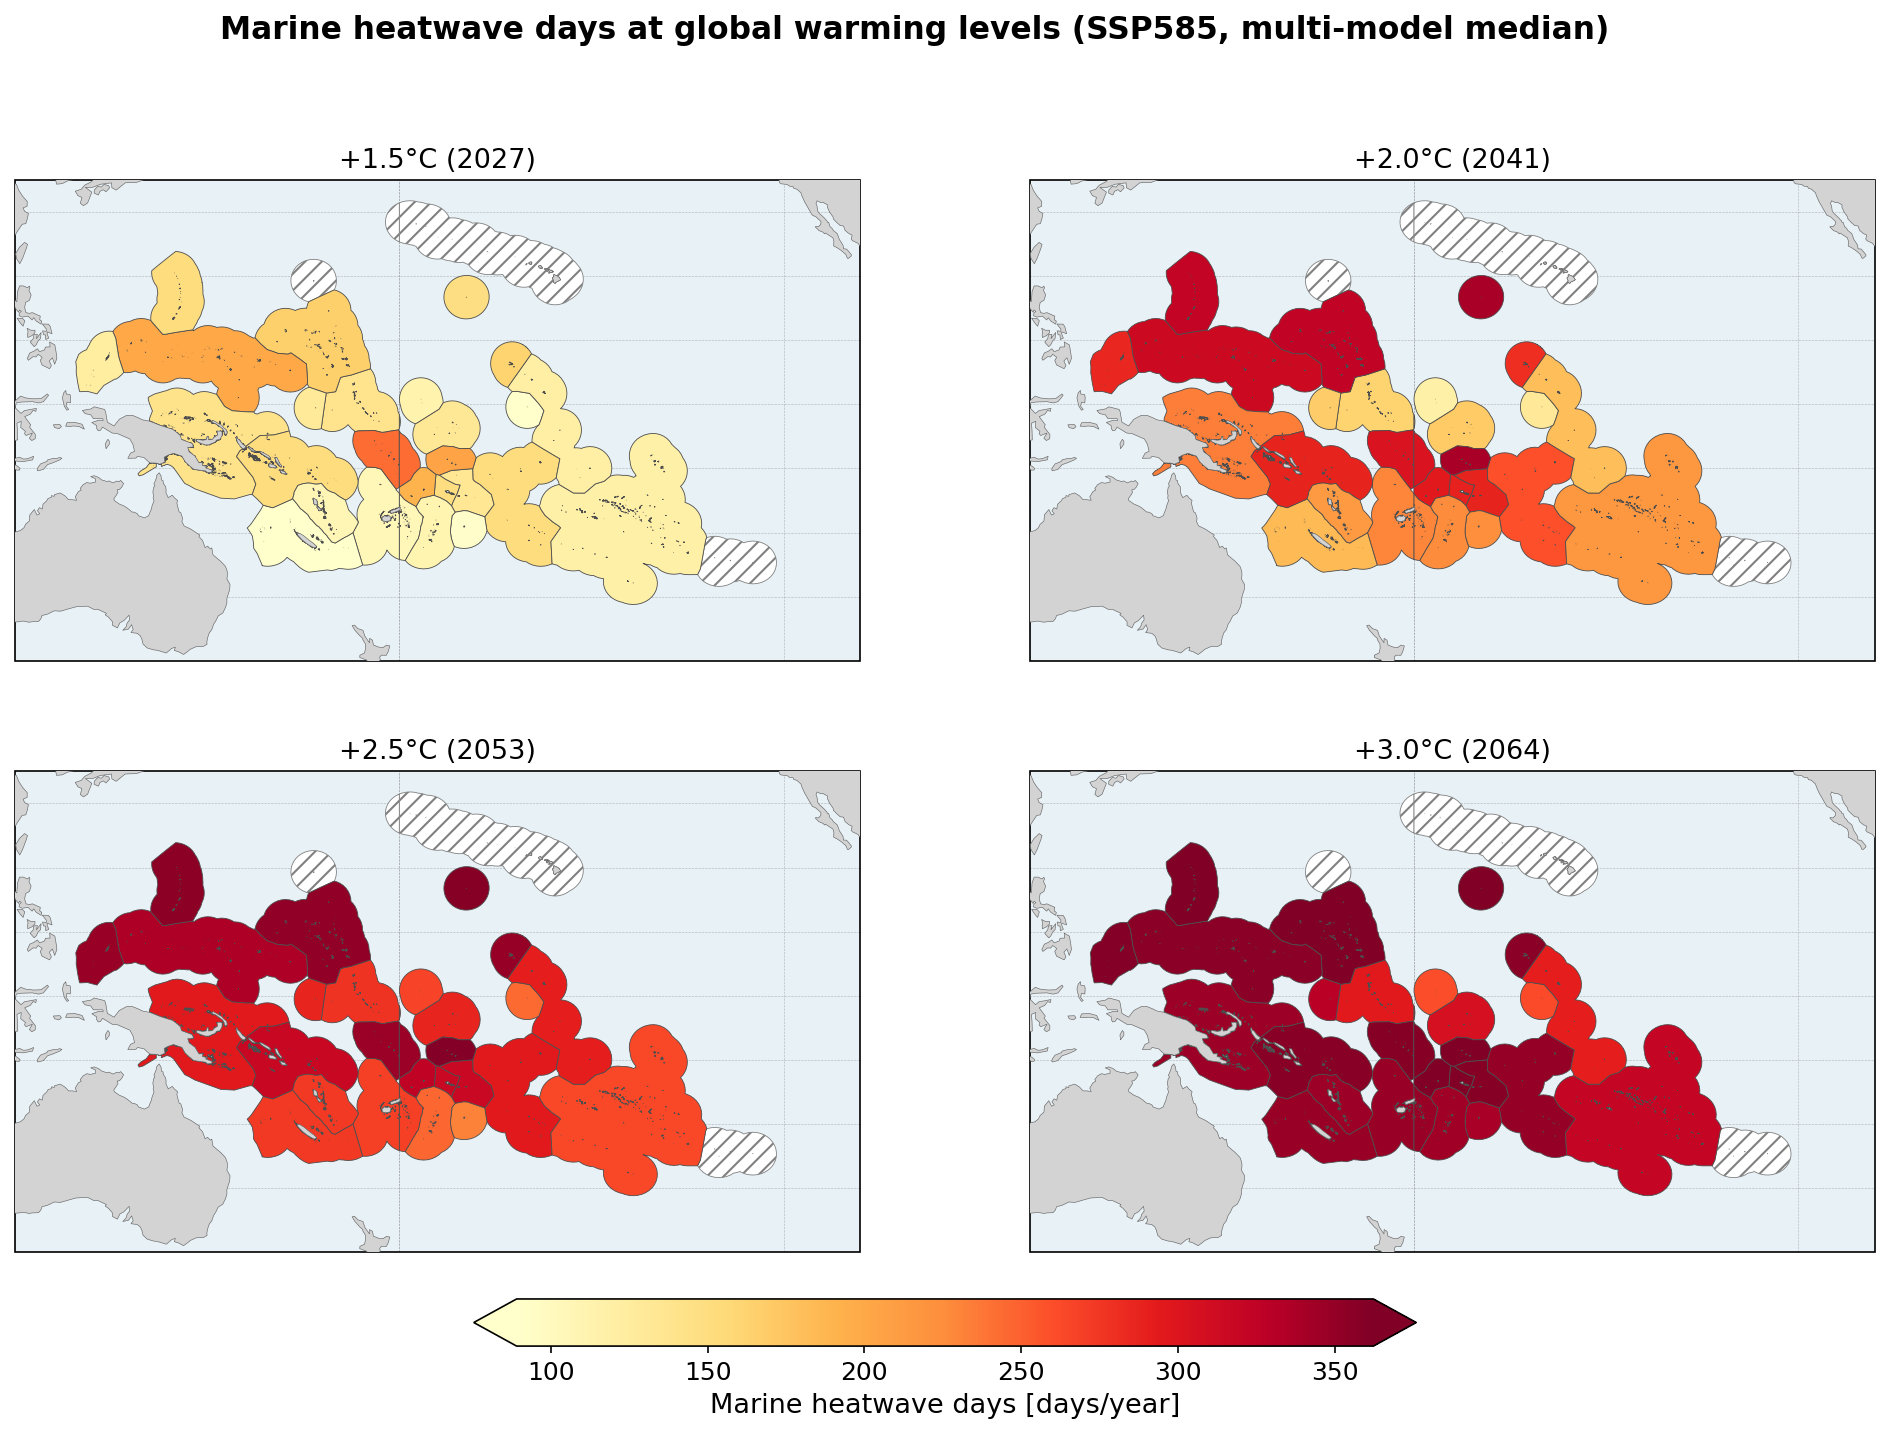 Marine heatwave days at global warming levels (SSP585, multi-model median)
+1.5°C (2027)
+2.0°C (2041)
+2.5°C (2053)
+3.0°C (2064)
100 150 200 250 300 350
Marine heatwave days [days/year]